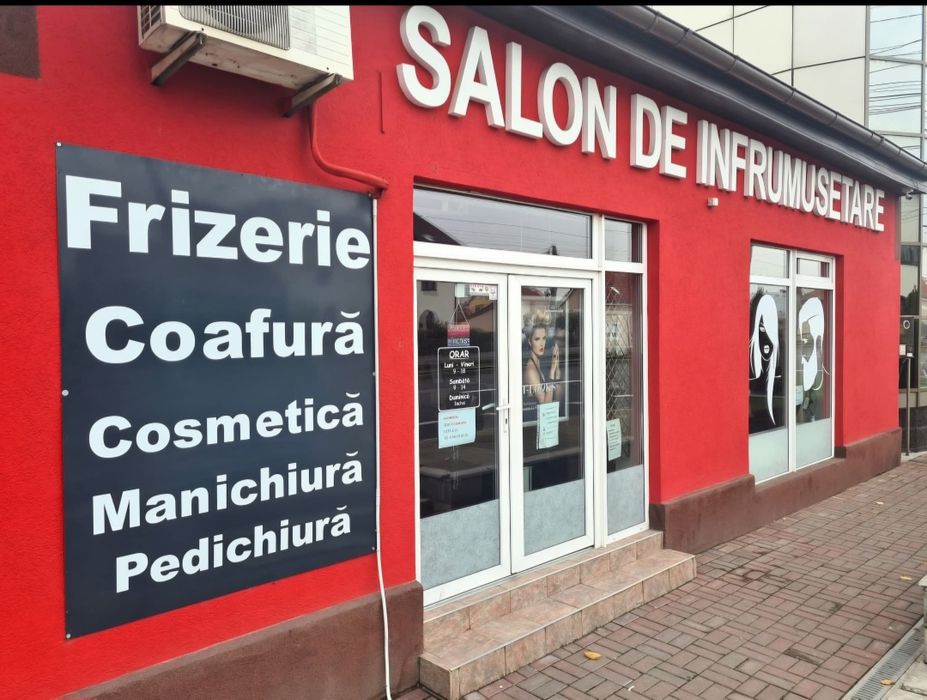 SALON DE INFRUMUSETARE
Frizerie
Coafură
Cosmetică
Manichiură
Pedichiură
ORAR
Luni - Vineri
9 - 18
Sambătă
9 - 14
Duminică